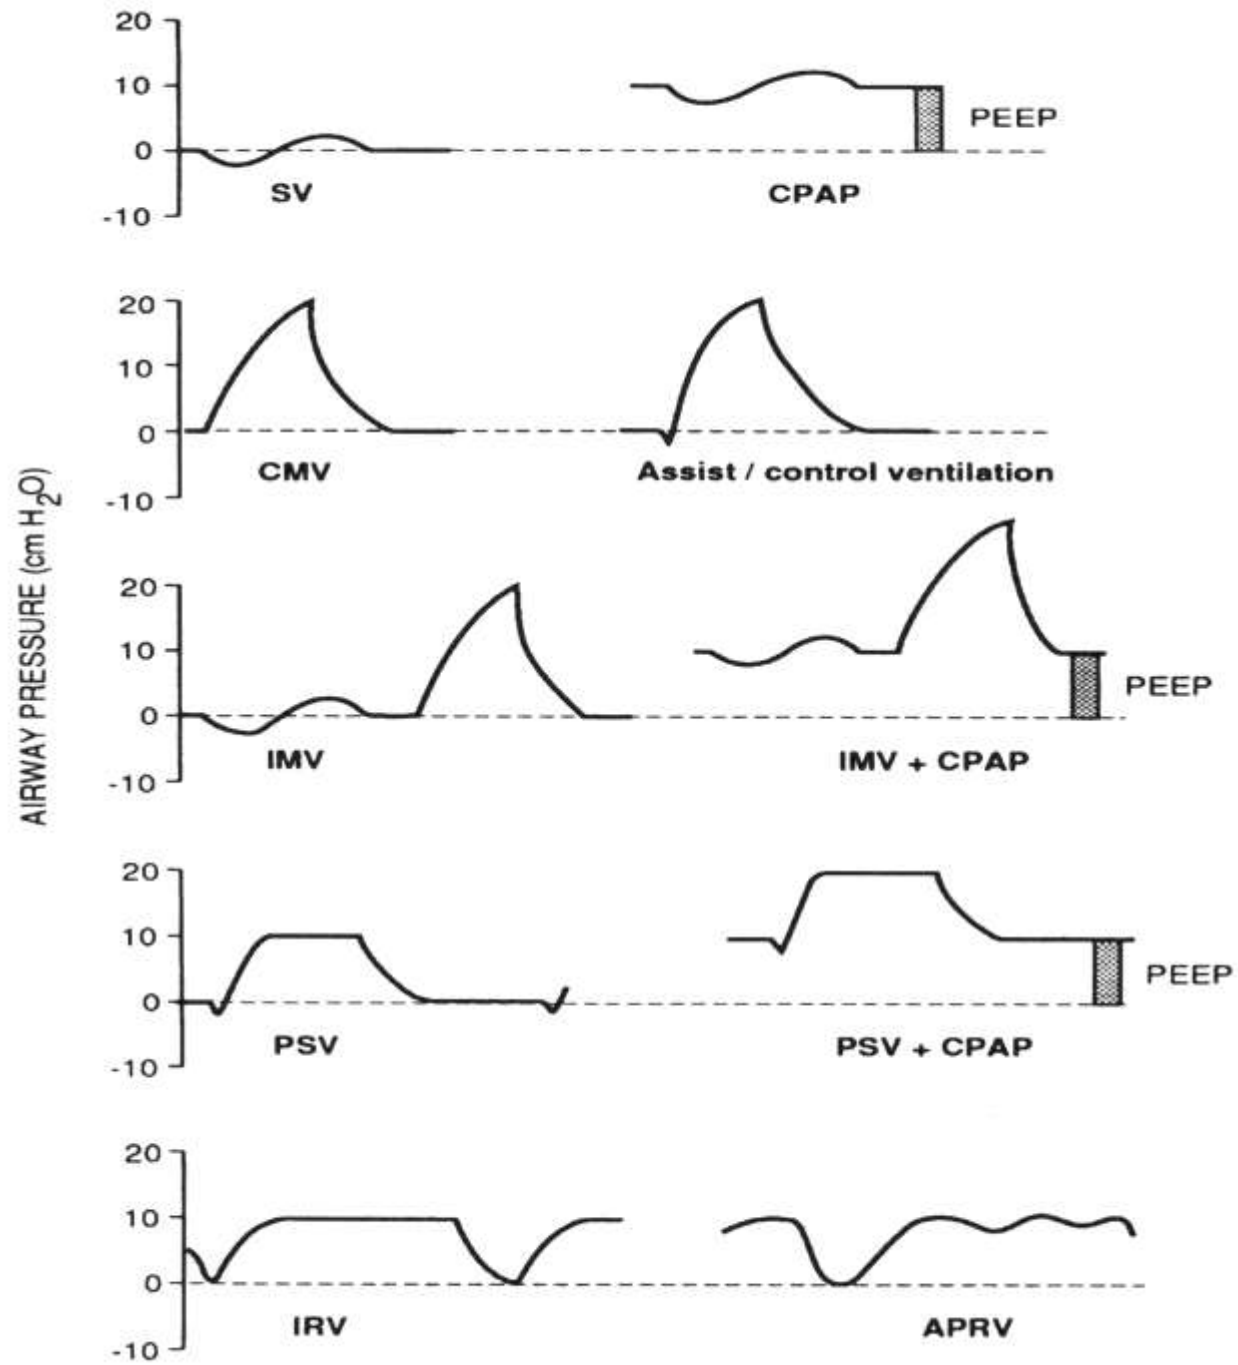 AIRWAY PRESSURE (cm H2O)
20
10
0
-10
SV
CPAP
PEEP
20
10
0
-10
CMV
Assist / control ventilation
20
10
0
-10
IMV
IMV + CPAP
PEEP
20
10
0
-10
PSV
PSV + CPAP
PEEP
20
10
0
-10
IRV
APRV